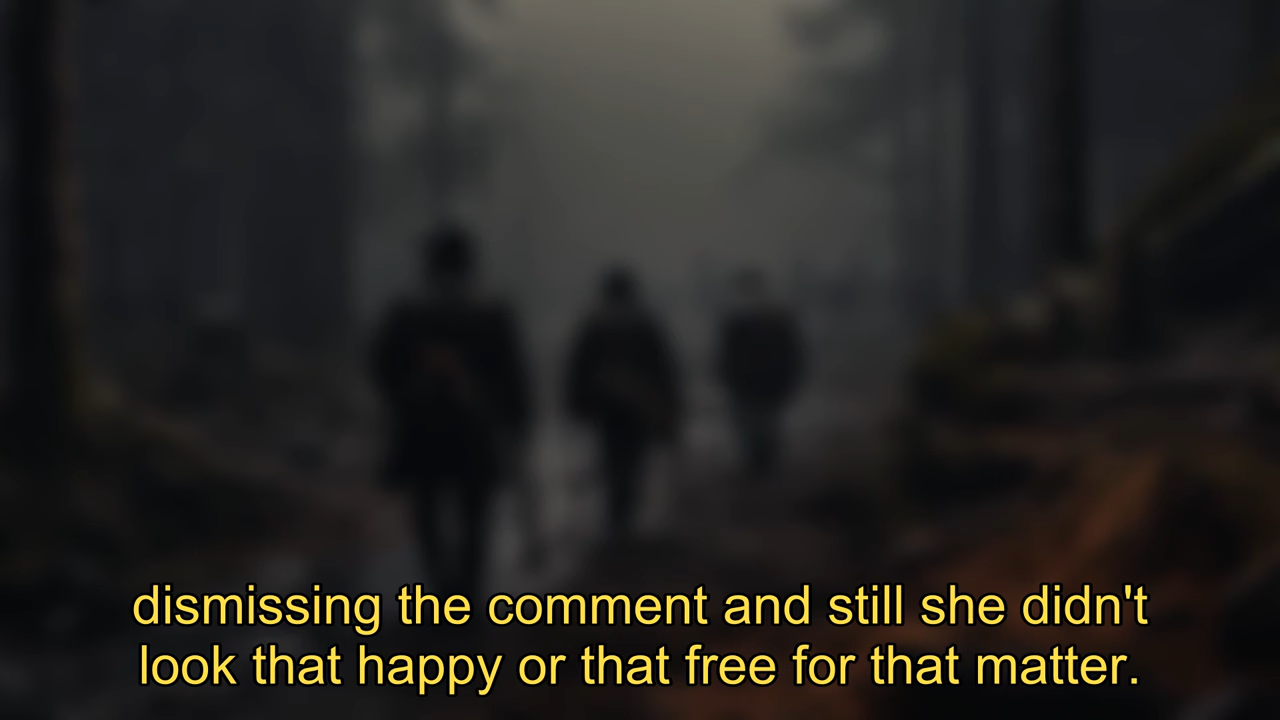 dismissing the comment and still she didn't
look that happy or that free for that matter.